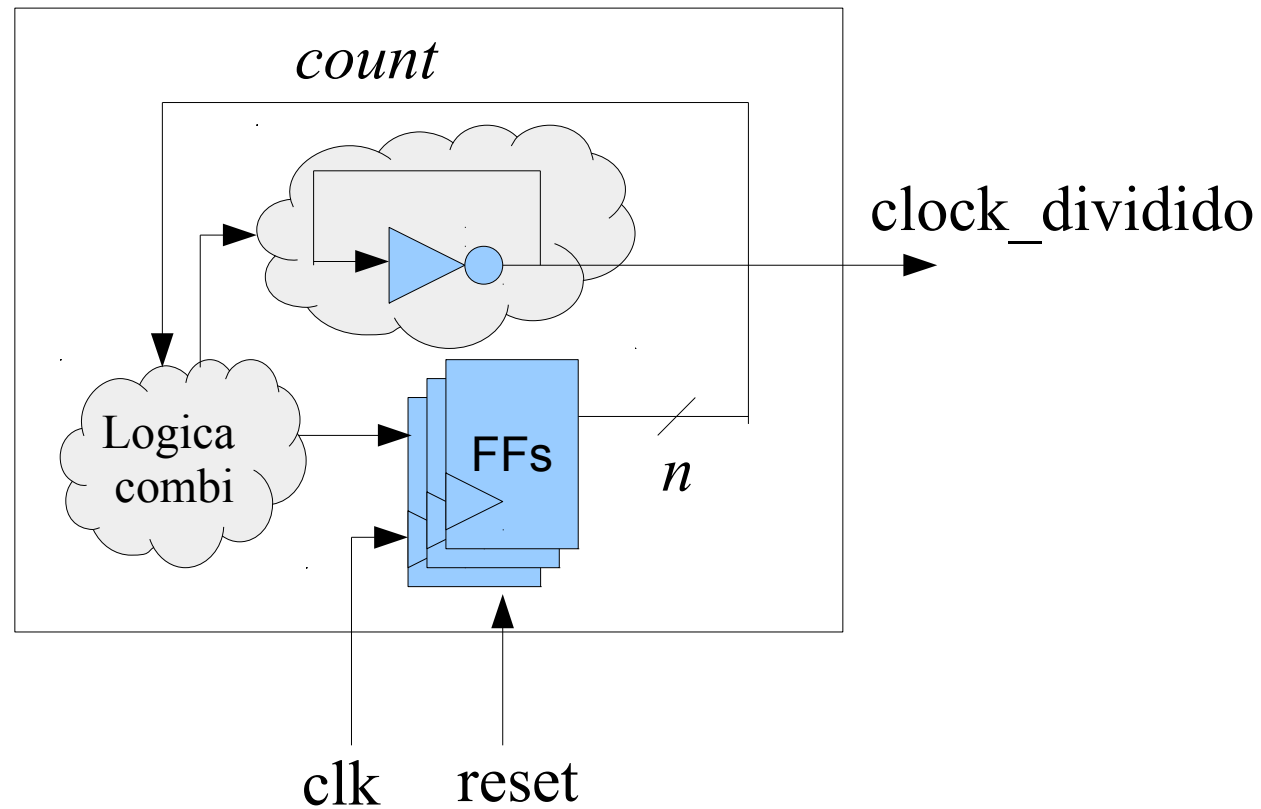 count
clock_dividido
Logica
combi
FFs
n
clk
reset